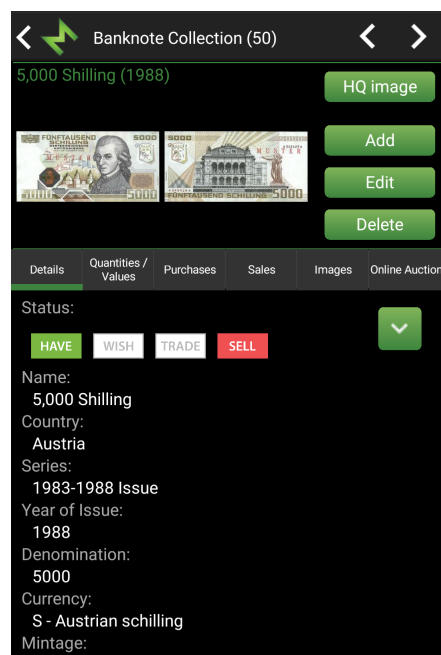 Banknote Collection (50)
5,000 Shilling (1988)
HQ image
FÜNFTAUSEND
SCHILLING
5000
5000
MUSTER
MUSTER
5000
FÜNFTAUSEND SCHILLING 5000
Add
Edit
Delete
Details
Quantities /
Values
Purchases
Sales
Images
Online Auction
Status:
HAVE
WISH
TRADE
SELL
Name:
5,000 Shilling
Country:
Austria
Series:
1983-1988 Issue
Year of Issue:
1988
Denomination:
5000
Currency:
S - Austrian schilling
Mintage: